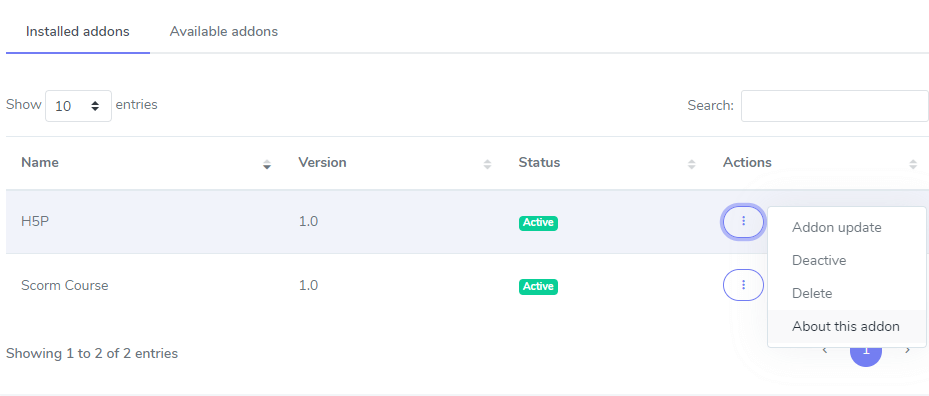 Installed addons Available addons
Show 10 entries Search:
Name Version Status Actions
H5P 1.0 Active
Addon update
Deactive
Scorm Course 1.0 Active
Delete
About this addon
Showing 1 to 2 of 2 entries ‹ 1 ›